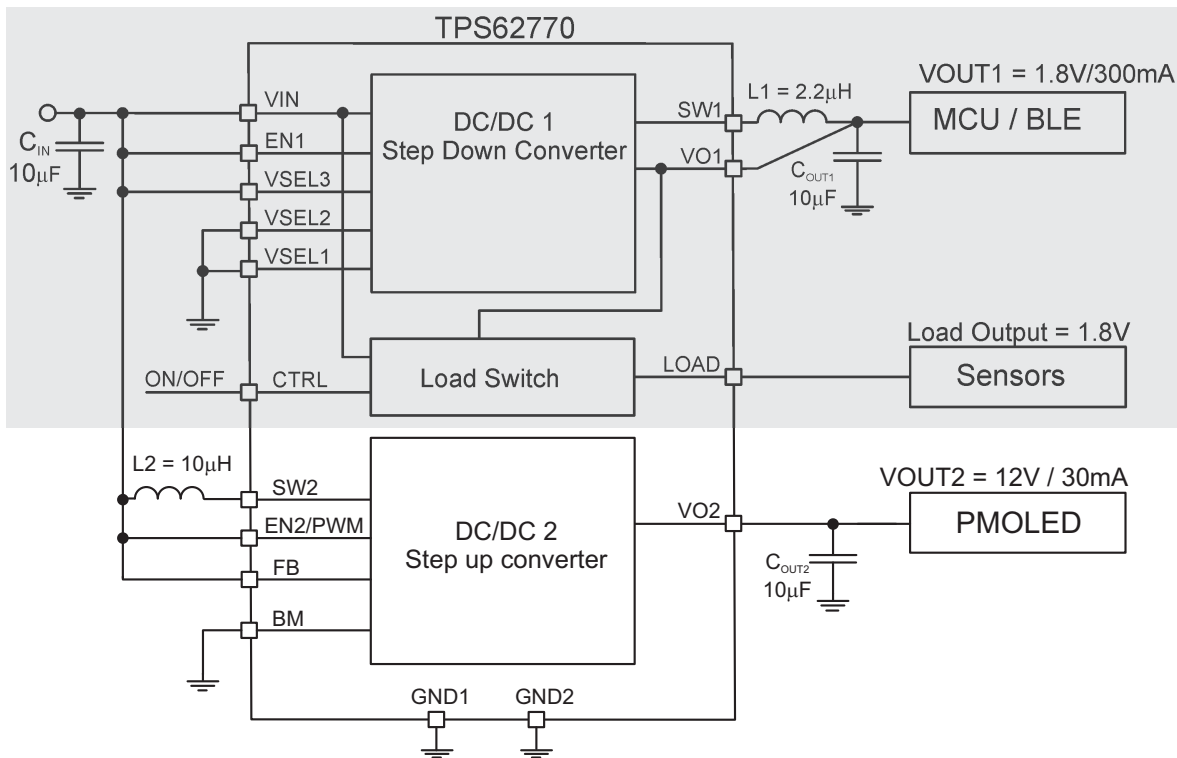 TPS62770
VIN
EN1
VSEL3
VSEL2
VSEL1
CIN
10μF
DC/DC 1
Step Down Converter
SW1
VO1
L1 = 2.2μH
COUT1
10μF
VOUT1 = 1.8V/300mA
MCU / BLE
ON/OFF
CTRL
Load Switch
LOAD
Load Output = 1.8V
Sensors
L2 = 10μH
SW2
EN2/PWM
FB
BM
DC/DC 2
Step up converter
VO2
COUT2
10μF
VOUT2 = 12V / 30mA
PMOLED
GND1
GND2